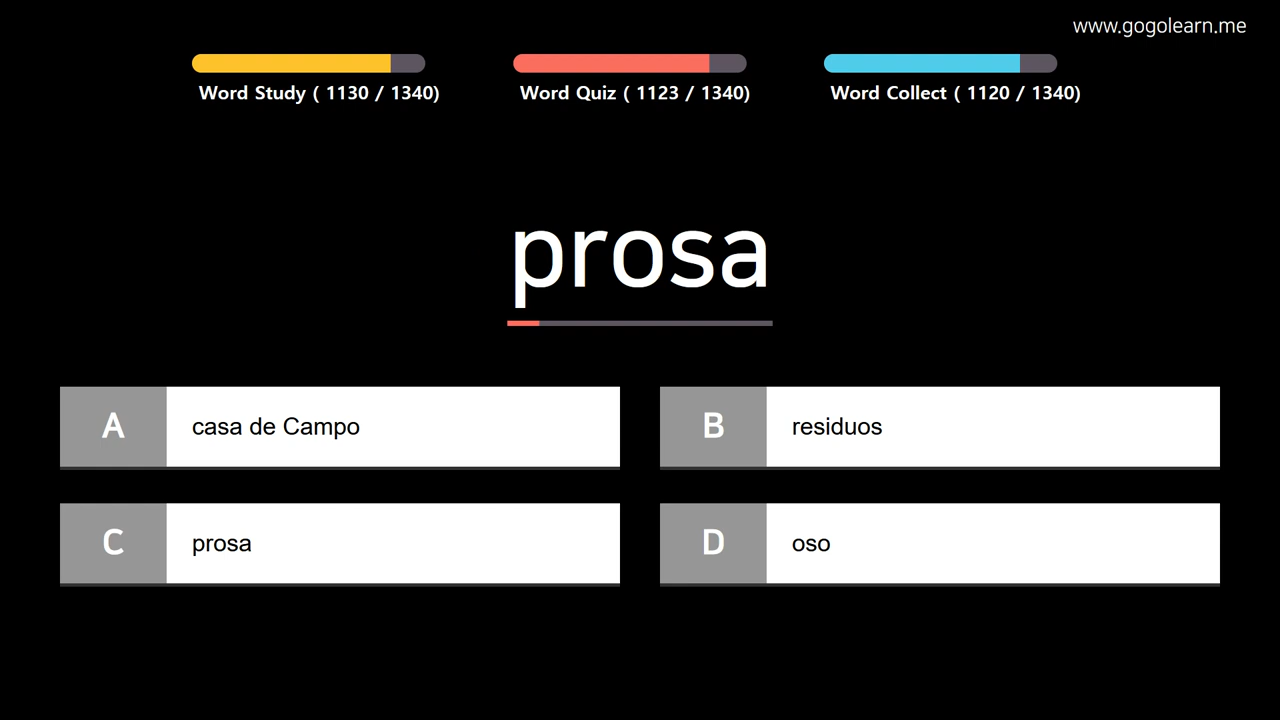 www.gogolearn.me
Word Study ( 1130 / 1340)
Word Quiz ( 1123 / 1340)
Word Collect ( 1120 / 1340)
prosa
A
casa de Campo
B
residuos
C
prosa
D
oso